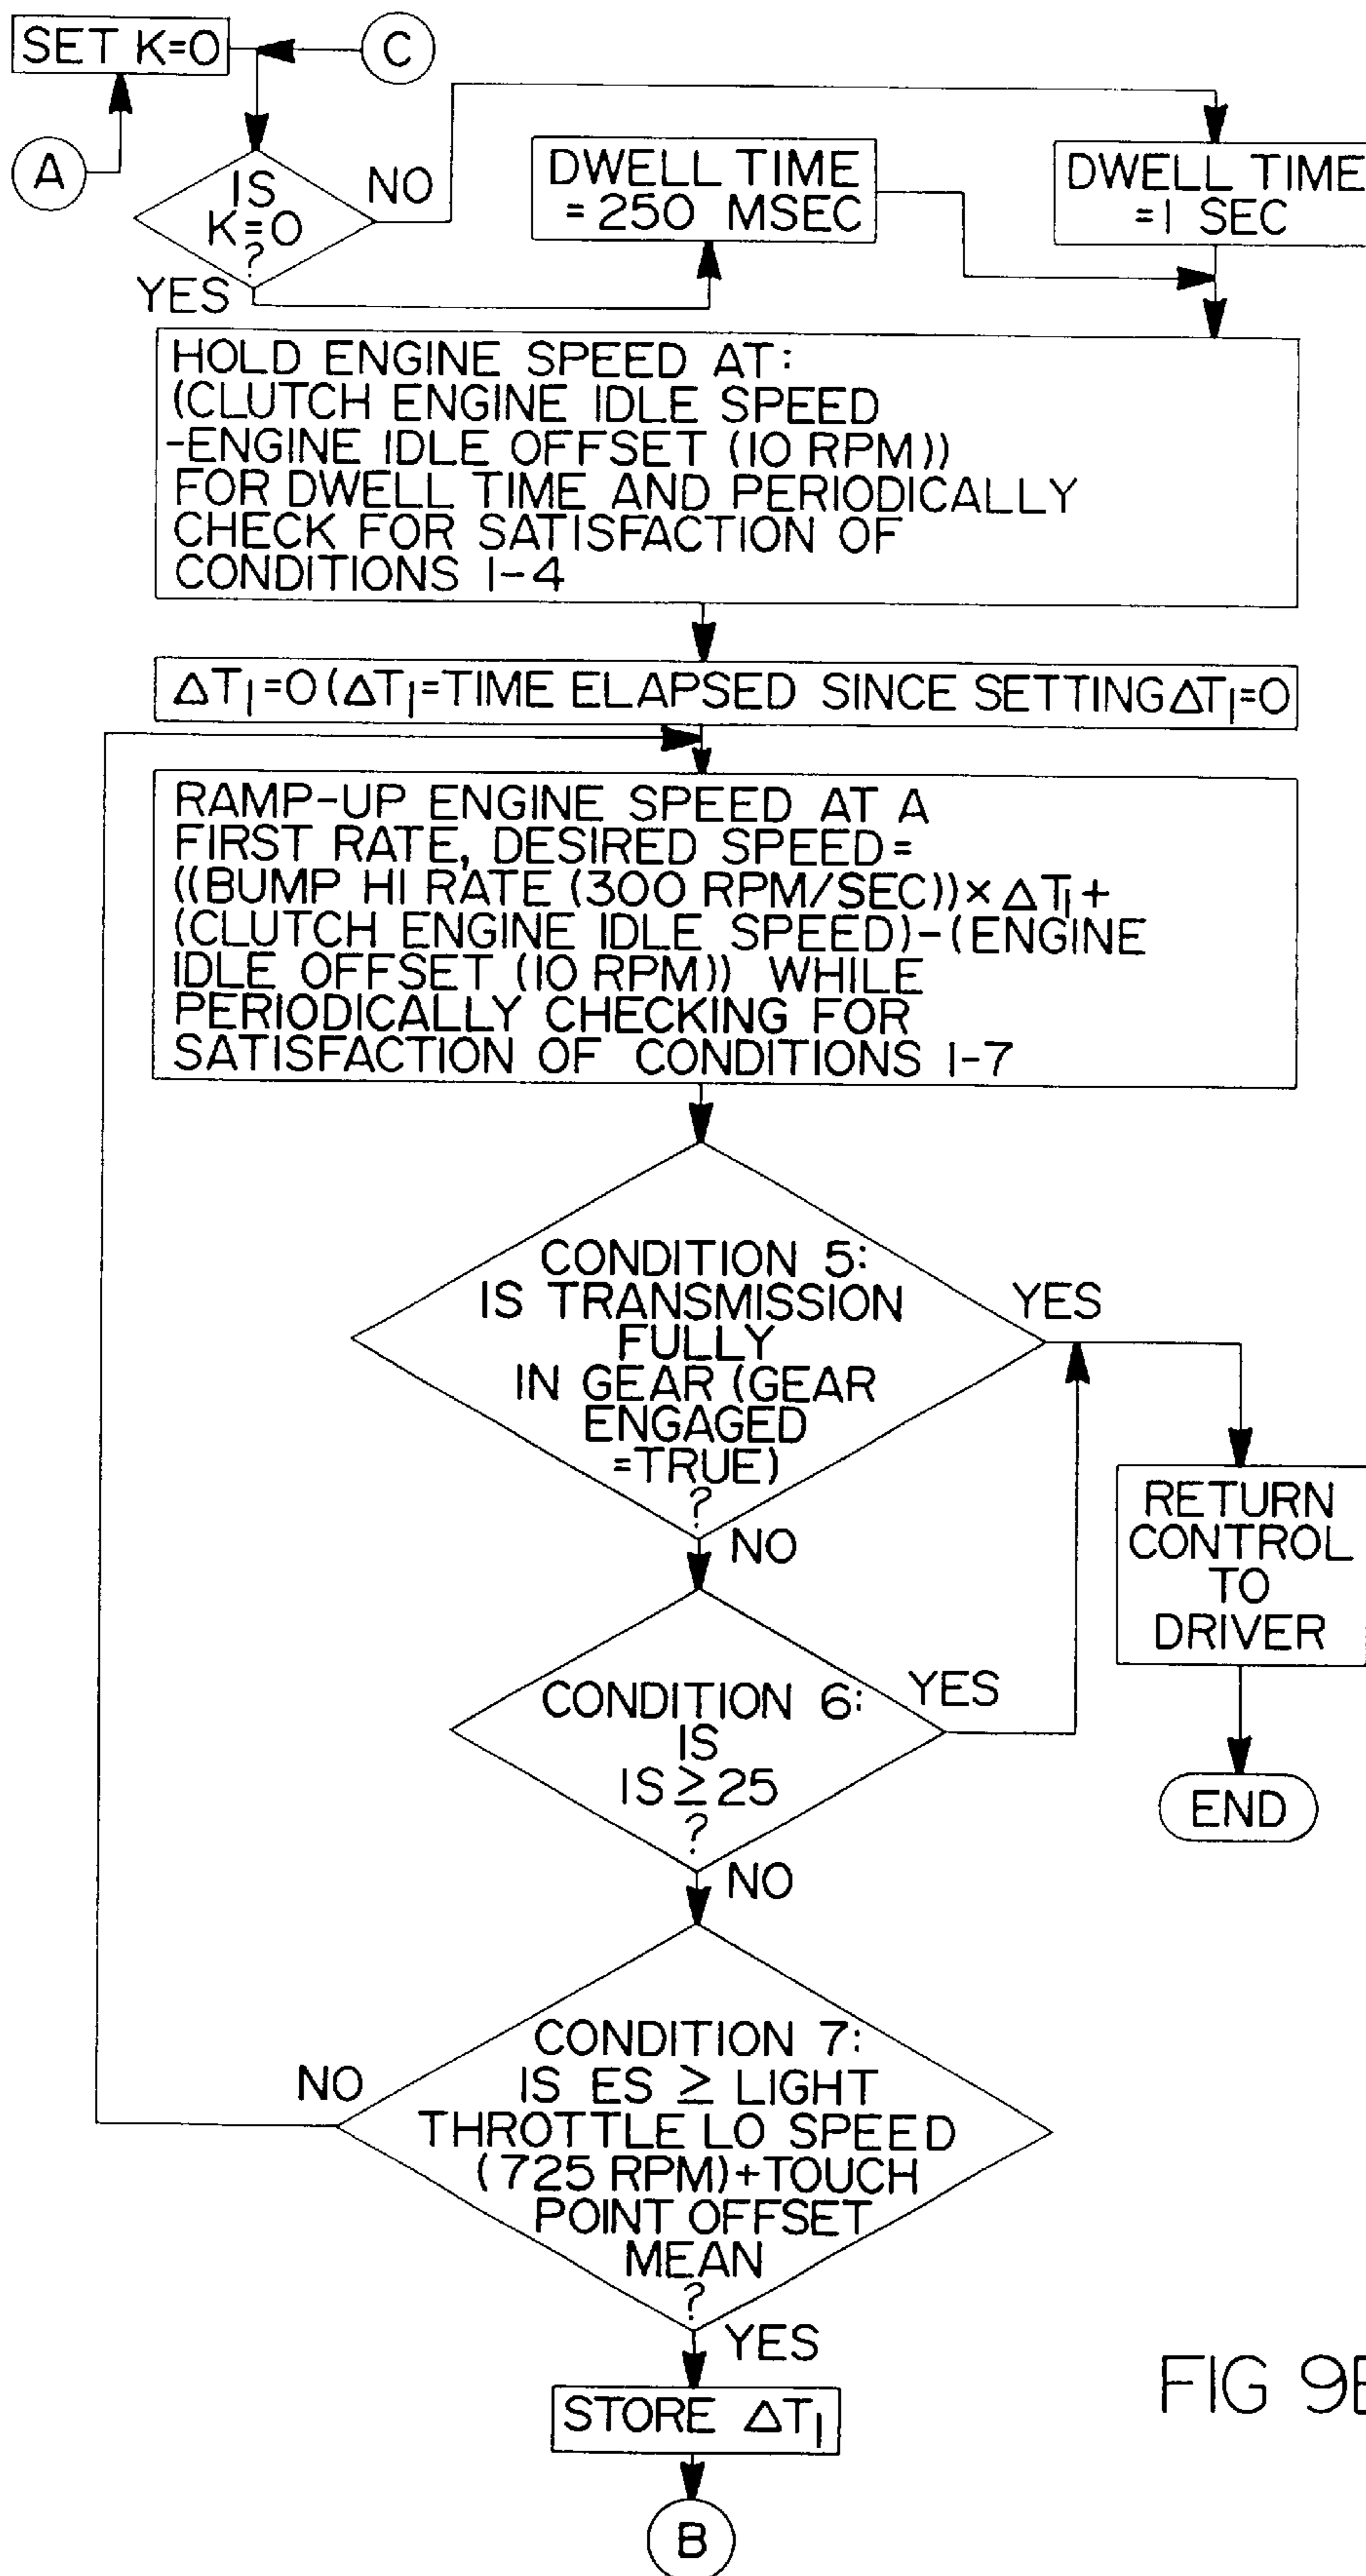 SET K=0
C
A
IS
K=0
?
NO
YES
DWELL TIME
=250 MSEC
DWELL TIME
=1 SEC
HOLD ENGINE SPEED AT:
(CLUTCH ENGINE IDLE SPEED
-ENGINE IDLE OFFSET (10 RPM))
FOR DWELL TIME AND PERIODICALLY
CHECK FOR SATISFACTION OF
CONDITIONS 1-4
ΔT1=0 (ΔT1=TIME ELAPSED SINCE SETTING ΔT1=0
RAMP-UP ENGINE SPEED AT A
FIRST RATE, DESIRED SPEED=
((BUMP HI RATE (300 RPM/SEC))× ΔT1+
(CLUTCH ENGINE IDLE SPEED)-(ENGINE
IDLE OFFSET (10 RPM)) WHILE
PERIODICALLY CHECKING FOR
SATISFACTION OF CONDITIONS 1-7
CONDITION 5:
IS TRANSMISSION
FULLY
IN GEAR (GEAR
ENGAGED
=TRUE)
?
YES
NO
RETURN
CONTROL
TO
DRIVER
END
CONDITION 6:
IS
IS ≥ 25
?
YES
NO
CONDITION 7:
IS ES ≥ LIGHT
THROTTLE LO SPEED
(725 RPM)+TOUCH
POINT OFFSET
MEAN
?
NO
YES
STORE ΔT1
B
FIG 9B